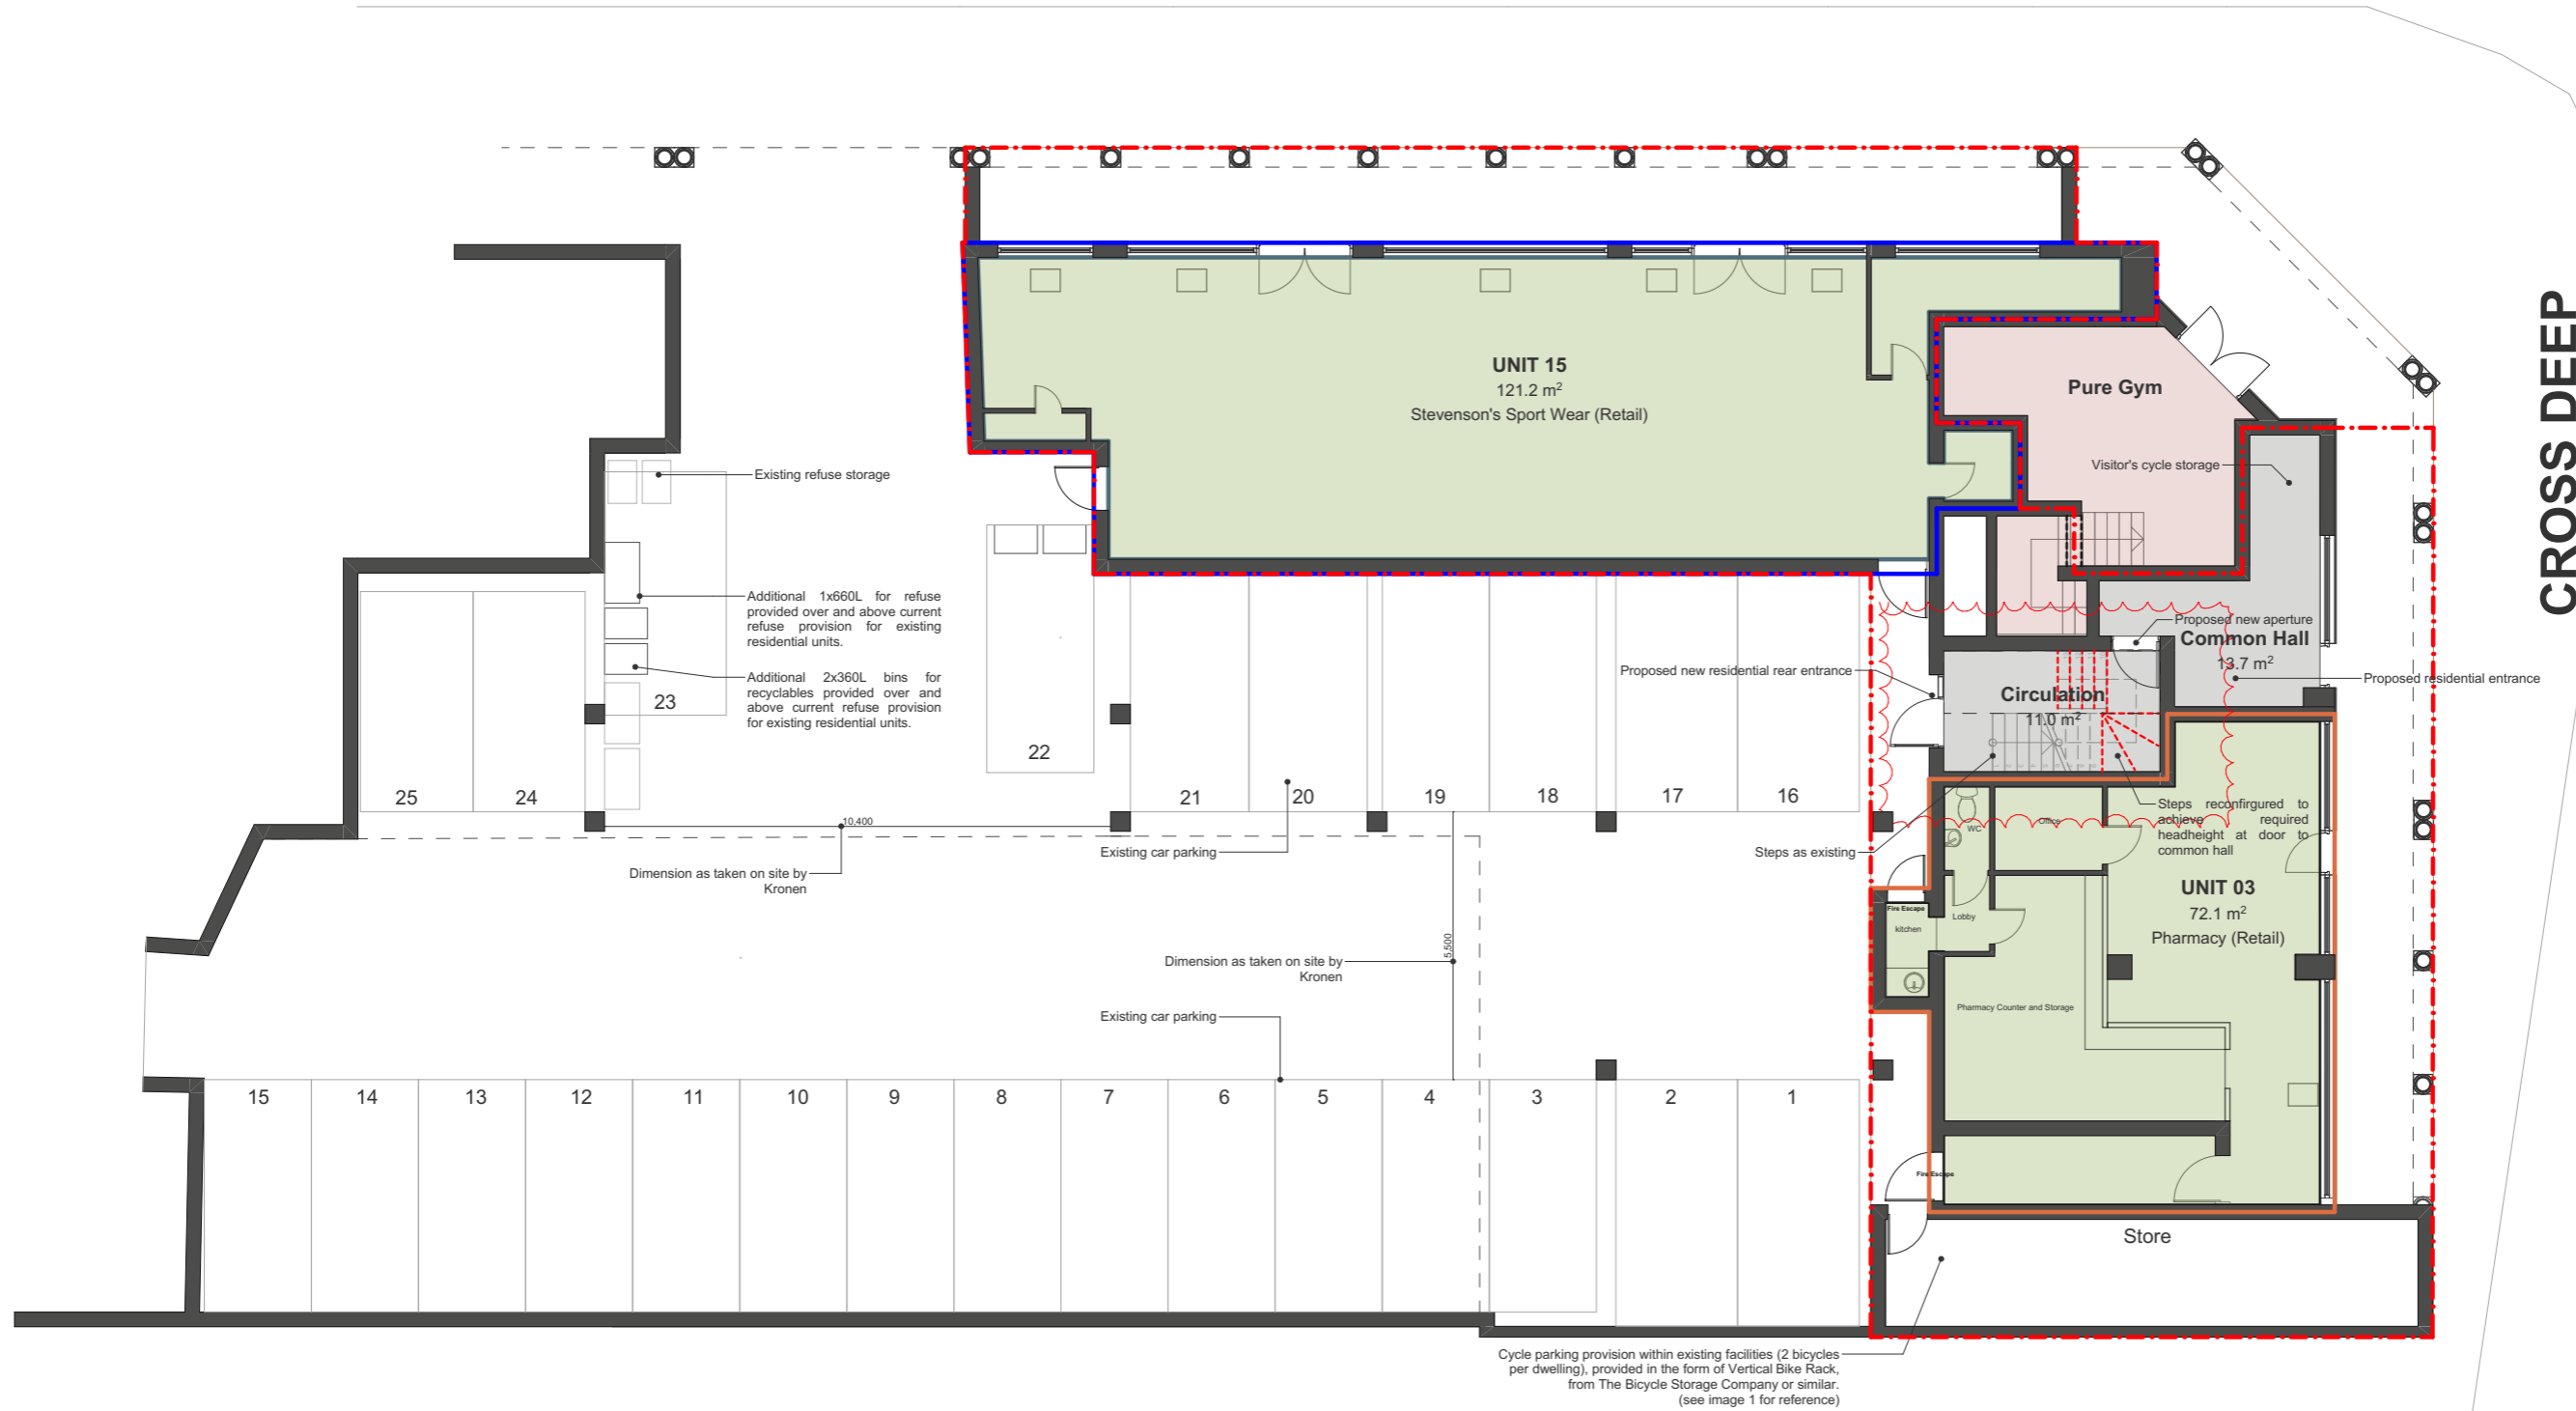 CROSS DEEP
UNIT 15
121.2 m²
Stevenson's Sport Wear (Retail)
Pure Gym
Visitor's cycle storage
Existing refuse storage
Additional 1x660L for refuse
provided over and above current
refuse provision for existing
residential units.
Additional 2x360L bins for
recyclables provided over and
above current refuse provision
for existing residential units.
Proposed new aperture
Common Hall
13.7 m²
Proposed new residential rear entrance
Proposed residential entrance
Circulation
11.0 m²
23
22
25
24
21
20
19
18
17
16
10,400
Existing car parking
Dimension as taken on site by
Kronen
Steps as existing
Steps reconfirgured to
achieve required
headheight at door to
common hall
WC
Office
UNIT 03
72.1 m²
Pharmacy (Retail)
Fire Escape
kitchen
Lobby
5,500
Dimension as taken on site by
Kronen
Pharmacy Counter and Storage
Existing car parking
15
14
13
12
11
10
9
8
7
6
5
4
3
2
1
Fire Escape
Store
Cycle parking provision within existing facilities (2 bicycles
per dwelling), provided in the form of Vertical Bike Rack,
from The Bicycle Storage Company or similar.
(see image 1 for reference)